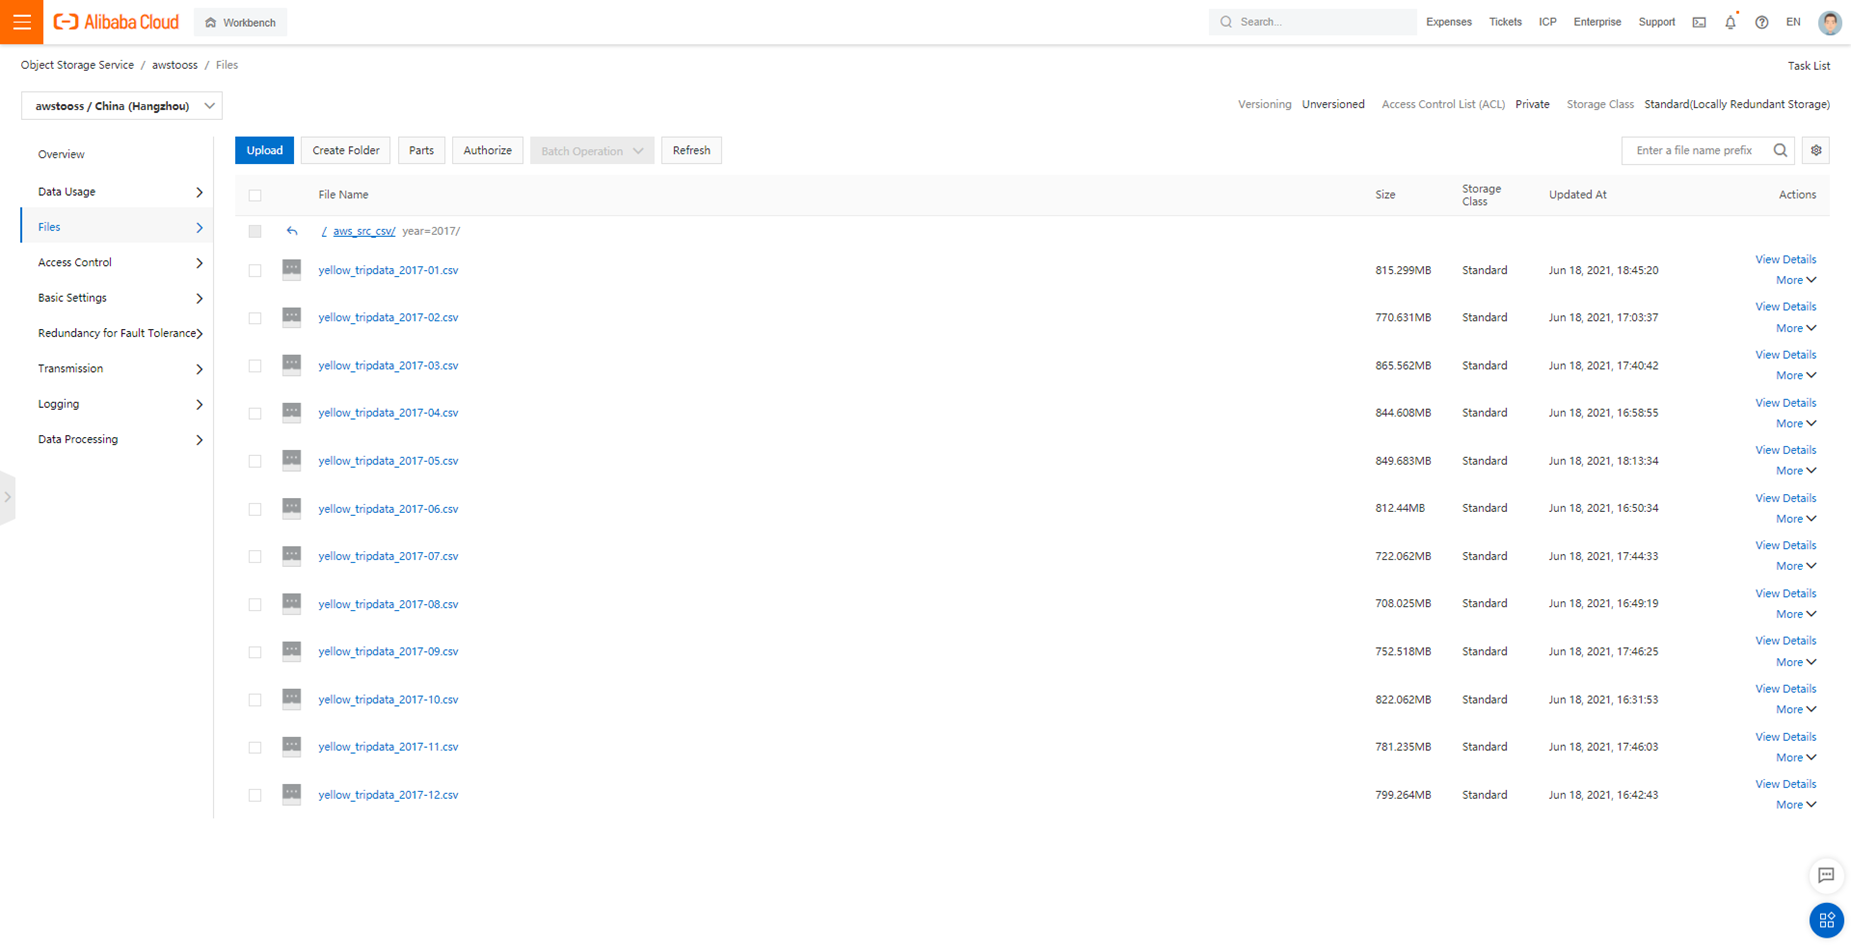 Alibaba Cloud Workbench Search... Expenses Tickets ICP Enterprise Support EN
Object Storage Service / awstooss / Files Task List
awstooss / China (Hangzhou) Versioning Unversioned Access Control List (ACL) Private Storage Class Standard(Locally Redundant Storage)
Overview
Data Usage
Files
Access Control
Basic Settings
Redundancy for Fault Tolerance
Transmission
Logging
Data Processing
Upload Create Folder Parts Authorize Batch Operation Refresh Enter a file name prefix
File Name Size Storage Class Updated At Actions
/ aws_src_csv/ year=2017/
yellow_tripdata_2017-01.csv 815.299MB Standard Jun 18, 2021, 18:45:20 View Details
More
yellow_tripdata_2017-02.csv 770.631MB Standard Jun 18, 2021, 17:03:37 View Details
More
yellow_tripdata_2017-03.csv 865.562MB Standard Jun 18, 2021, 17:40:42 View Details
More
yellow_tripdata_2017-04.csv 844.608MB Standard Jun 18, 2021, 16:58:55 View Details
More
yellow_tripdata_2017-05.csv 849.683MB Standard Jun 18, 2021, 18:13:34 View Details
More
yellow_tripdata_2017-06.csv 812.44MB Standard Jun 18, 2021, 16:50:34 View Details
More
yellow_tripdata_2017-07.csv 722.062MB Standard Jun 18, 2021, 17:44:33 View Details
More
yellow_tripdata_2017-08.csv 708.025MB Standard Jun 18, 2021, 16:49:19 View Details
More
yellow_tripdata_2017-09.csv 752.518MB Standard Jun 18, 2021, 17:46:25 View Details
More
yellow_tripdata_2017-10.csv 822.062MB Standard Jun 18, 2021, 16:31:53 View Details
More
yellow_tripdata_2017-11.csv 781.235MB Standard Jun 18, 2021, 17:46:03 View Details
More
yellow_tripdata_2017-12.csv 799.264MB Standard Jun 18, 2021, 16:42:43 View Details
More